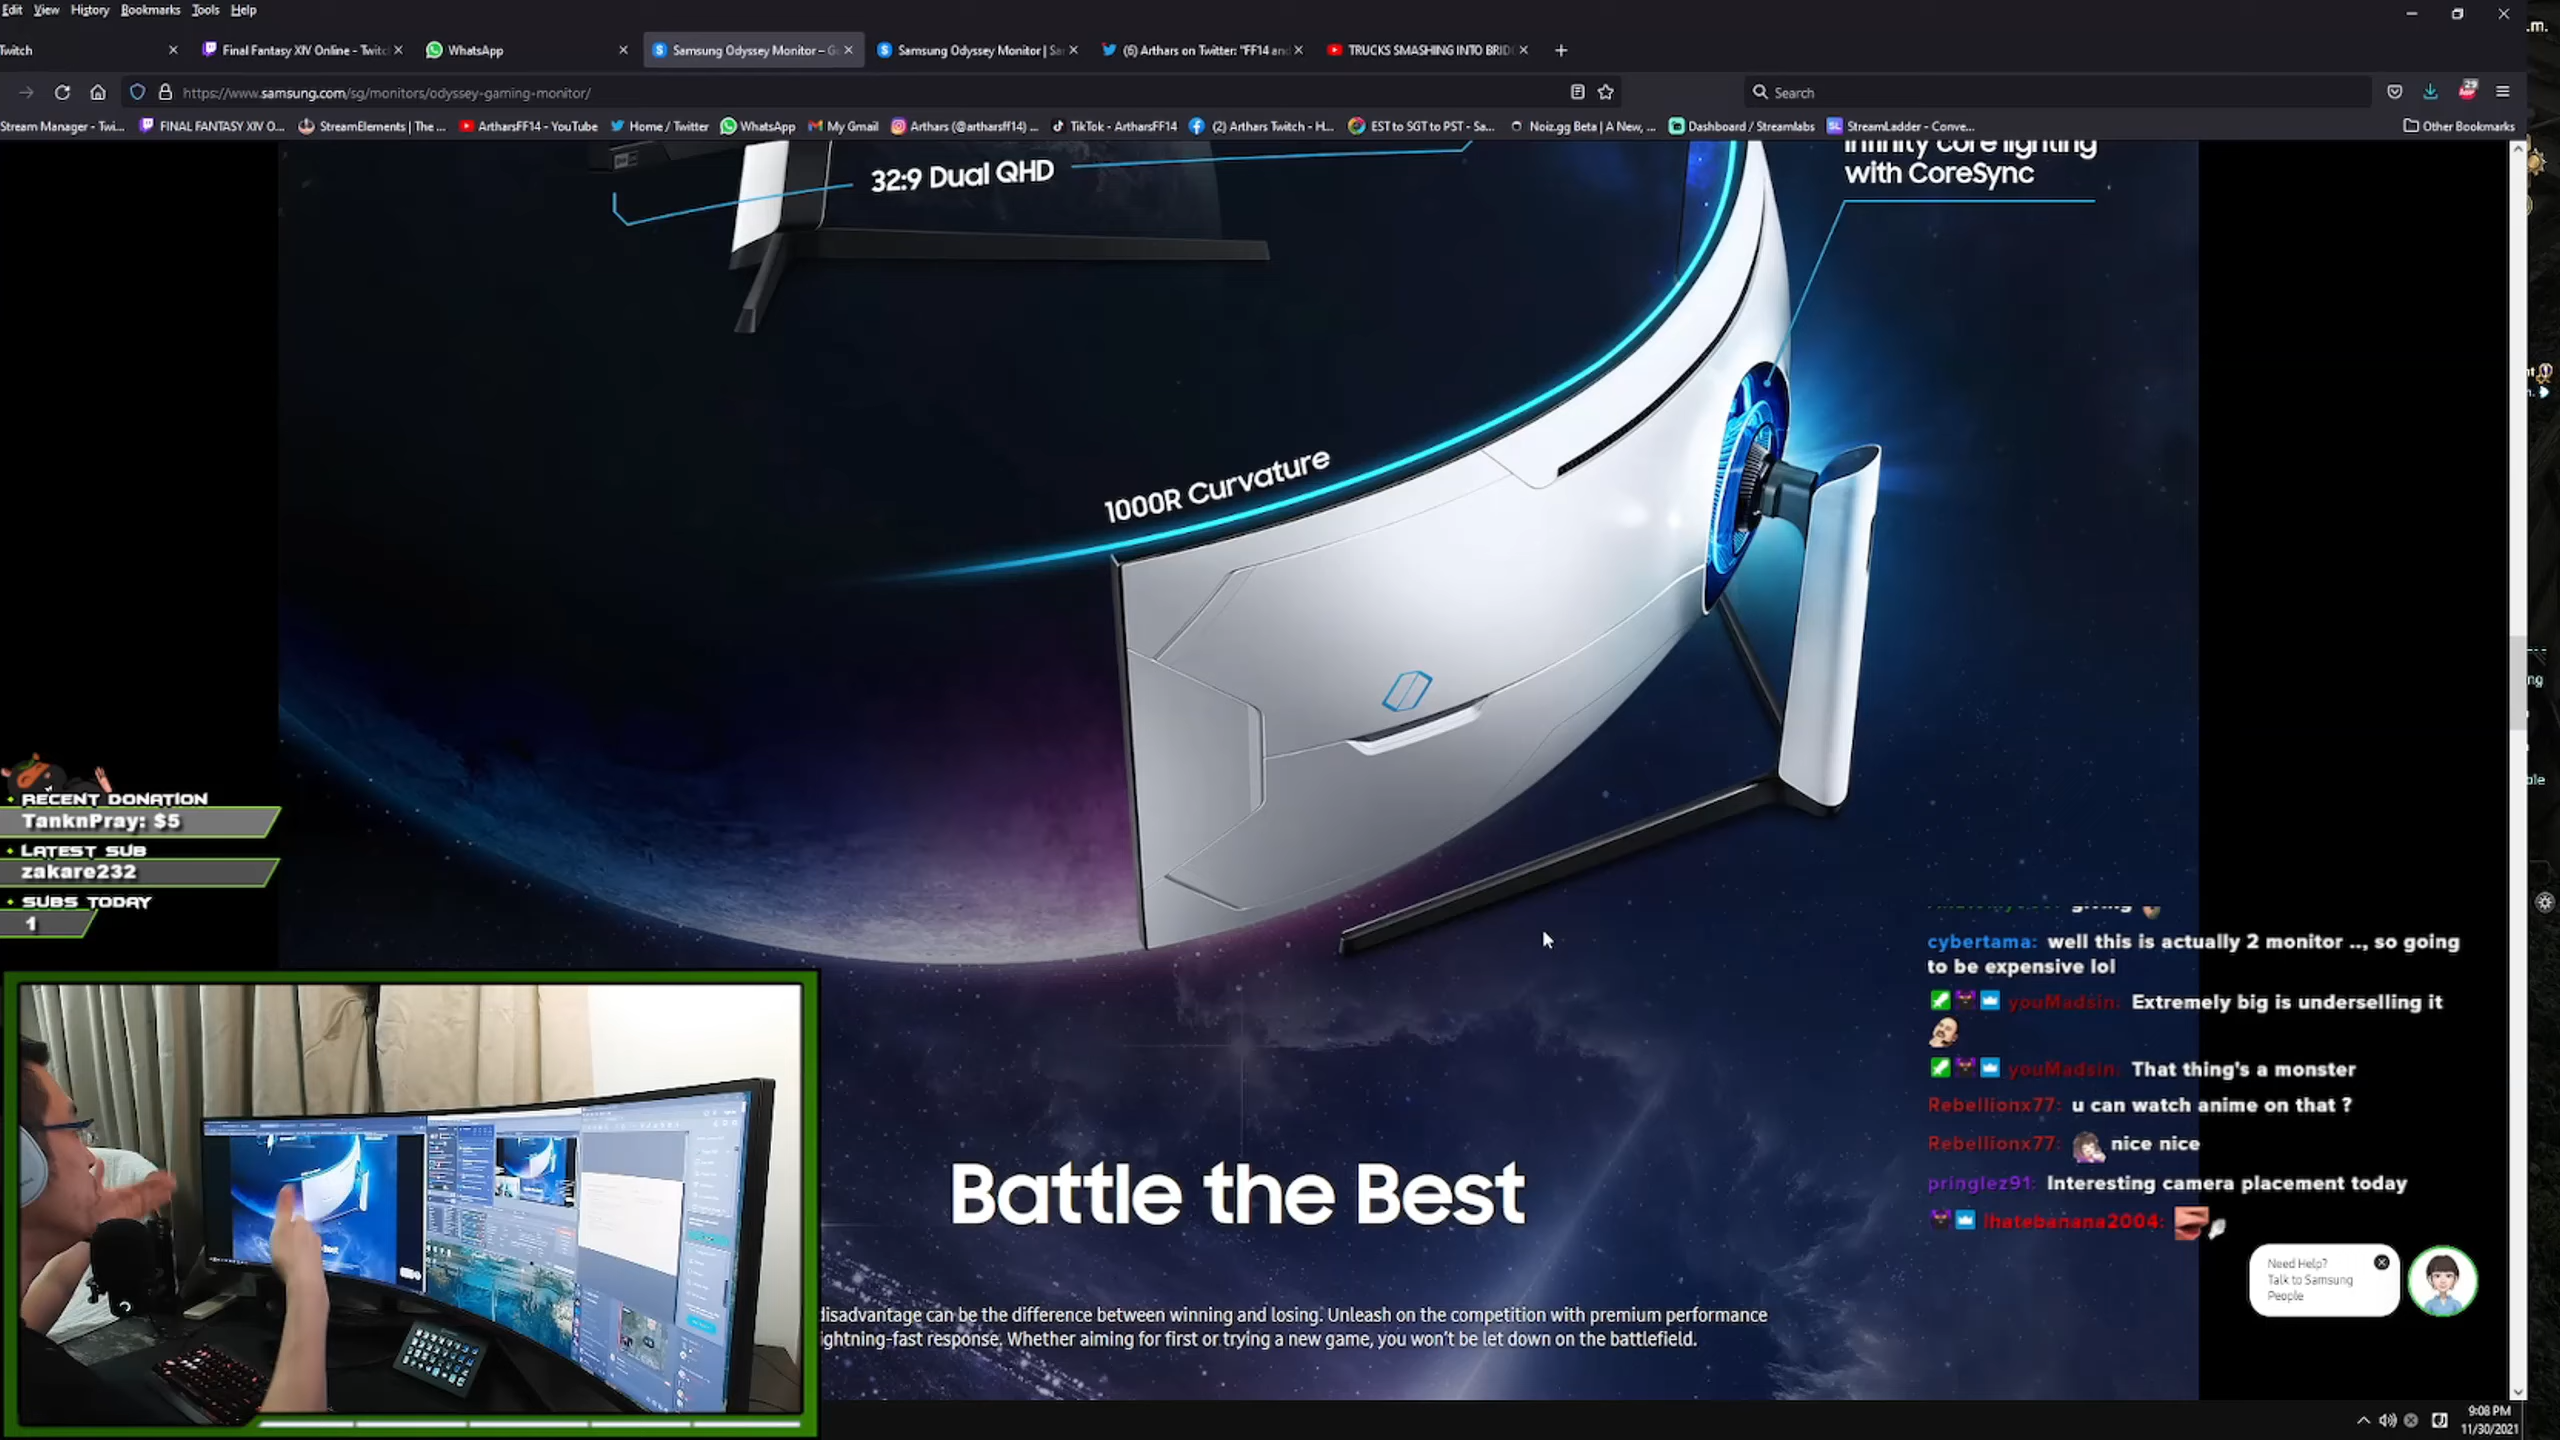 Edit View History Bookmarks Tools Help
Twitch
Final Fantasy XIV Online - Twitc
WhatsApp
Samsung Odyssey Monitor – G
Samsung Odyssey Monitor | Sa
(6) Arthars on Twitter: "FF14 and
TRUCKS SMASHING INTO BRID
https://www.samsung.com/sg/monitors/odyssey-gaming-monitor/
Search
29
Stream Manager - Twi...
FINAL FANTASY XIV O...
StreamElements | The ...
ArtharsFF14 - YouTube
Home / Twitter
WhatsApp
My Gmail
Arthars (@artharsff14) ...
TikTok - ArtharsFF14
(2) Arthars Twitch - H...
EST to SGT to PST - Sa...
Noiz.gg Beta | A New, ...
Dashboard / Streamlabs
StreamLadder - Conve...
Other Bookmarks
32:9 Dual QHD
Infinity core lighting
with CoreSync
1000R Curvature
RECENT DONATION
TanknPray: $5
LATEST SUB
zakare232
SUBS TODAY
1
cybertama: well this is actually 2 monitor .., so going
to be expensive lol
youMadsin: Extremely big is underselling it
youMadsin: That thing's a monster
Rebellionx77: u can watch anime on that ?
Rebellionx77: nice nice
pringlez91: Interesting camera placement today
Ihatebanana2004:
Battle the Best
disadvantage can be the difference between winning and losing. Unleash on the competition with premium performance
ightning-fast response. Whether aiming for first or trying a new game, you won't be let down on the battlefield.
Need Help?
Talk to Samsung
People
9:08 PM
11/30/2021